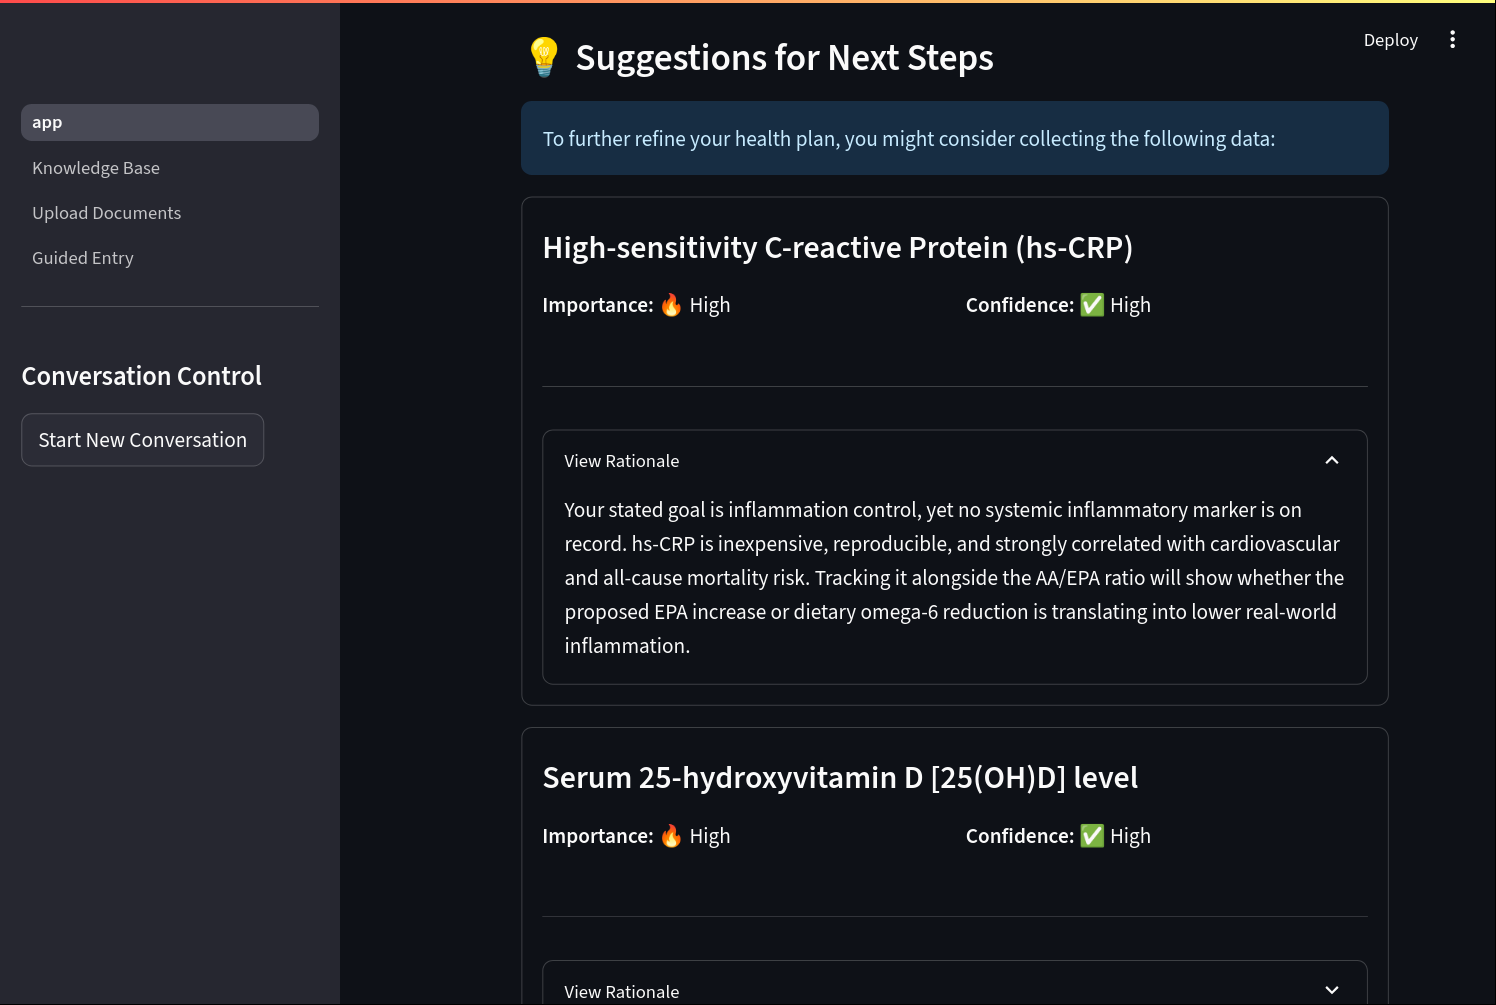 Deploy
app
Knowledge Base
Upload Documents
Guided Entry
Conversation Control
Start New Conversation
💡 Suggestions for Next Steps
To further refine your health plan, you might consider collecting the following data:
High-sensitivity C-reactive Protein (hs-CRP)
Importance: 🔥 High
Confidence: ✅ High
View Rationale
Your stated goal is inflammation control, yet no systemic inflammatory marker is on
record. hs-CRP is inexpensive, reproducible, and strongly correlated with cardiovascular
and all-cause mortality risk. Tracking it alongside the AA/EPA ratio will show whether the
proposed EPA increase or dietary omega-6 reduction is translating into lower real-world
inflammation.
Serum 25-hydroxyvitamin D [25(OH)D] level
Importance: 🔥 High
Confidence: ✅ High
View Rationale